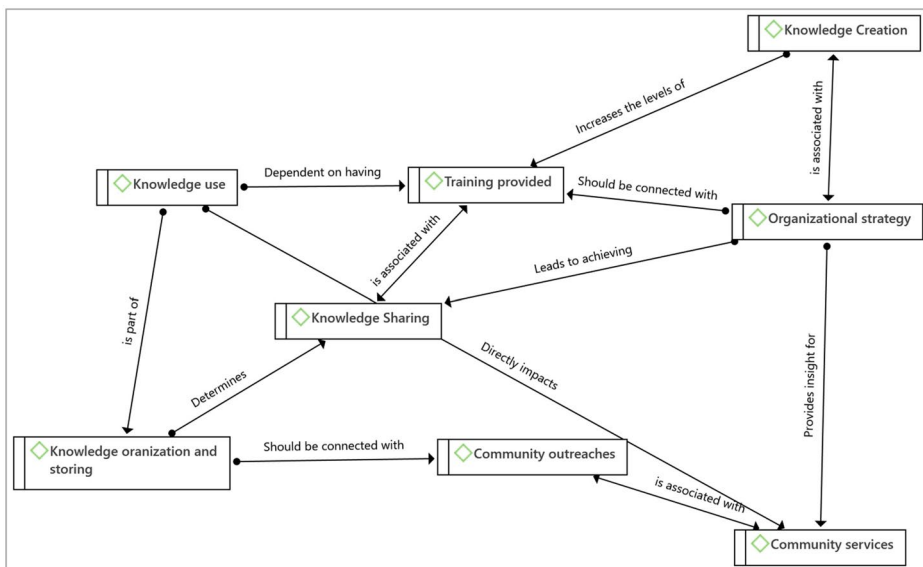 Knowledge Creation
Increases the levels of
is associated with
Knowledge use
Dependent on having
Training provided
Should be connected with
Organizational strategy
is associated with
Leads to achieving
is part of
Knowledge Sharing
Directly impacts
Provides insight for
Determines
Knowledge oranization and
storing
Should be connected with
Community outreaches
is associated with
Community services